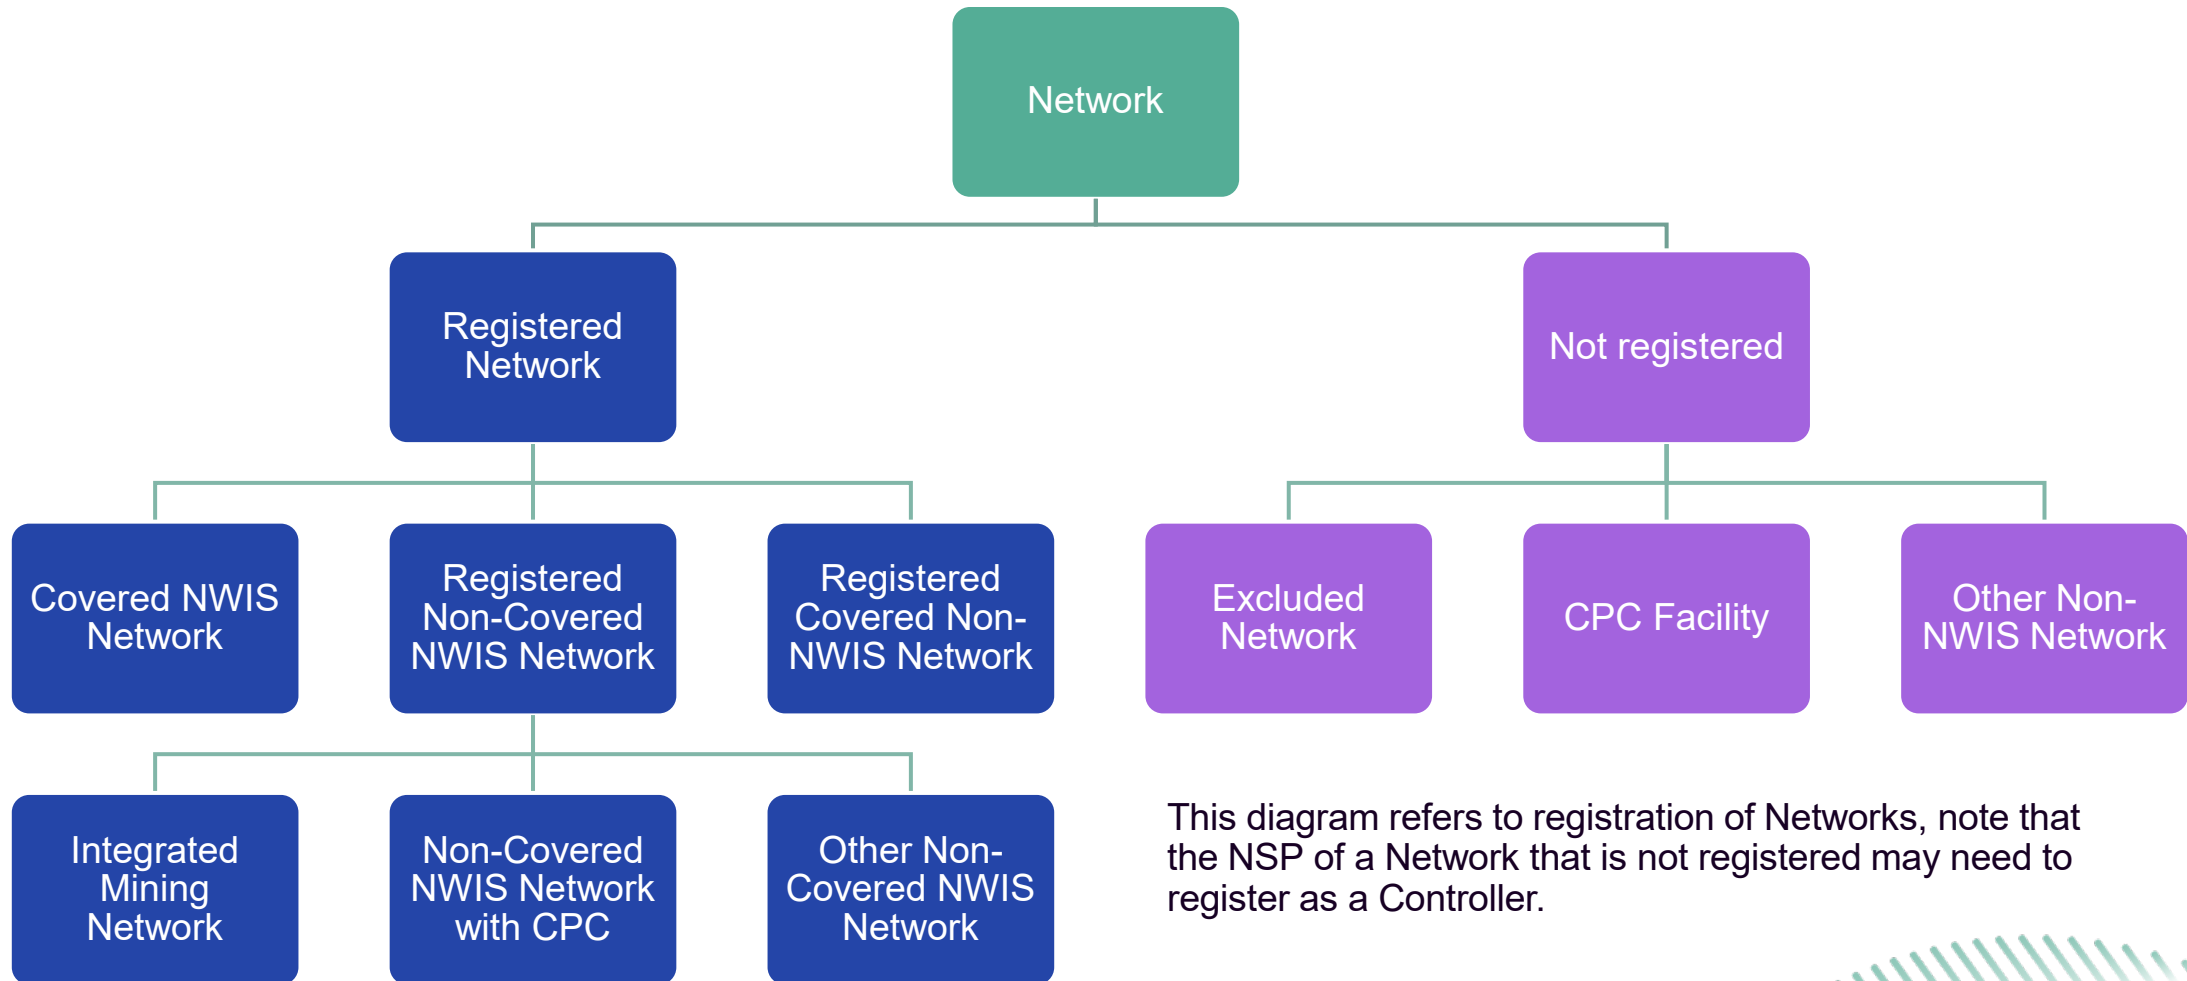 Network
Registered
Network
Not registered
Covered NWIS
Network
Registered
Non-Covered
NWIS Network
Registered
Covered Non-
NWIS Network
Excluded
Network
CPC Facility
Other Non-
NWIS Network
Integrated
Mining
Network
Non-Covered
NWIS Network
with CPC
Other Non-
Covered NWIS
Network
This diagram refers to registration of Networks, note that
the NSP of a Network that is not registered may need to
register as a Controller.